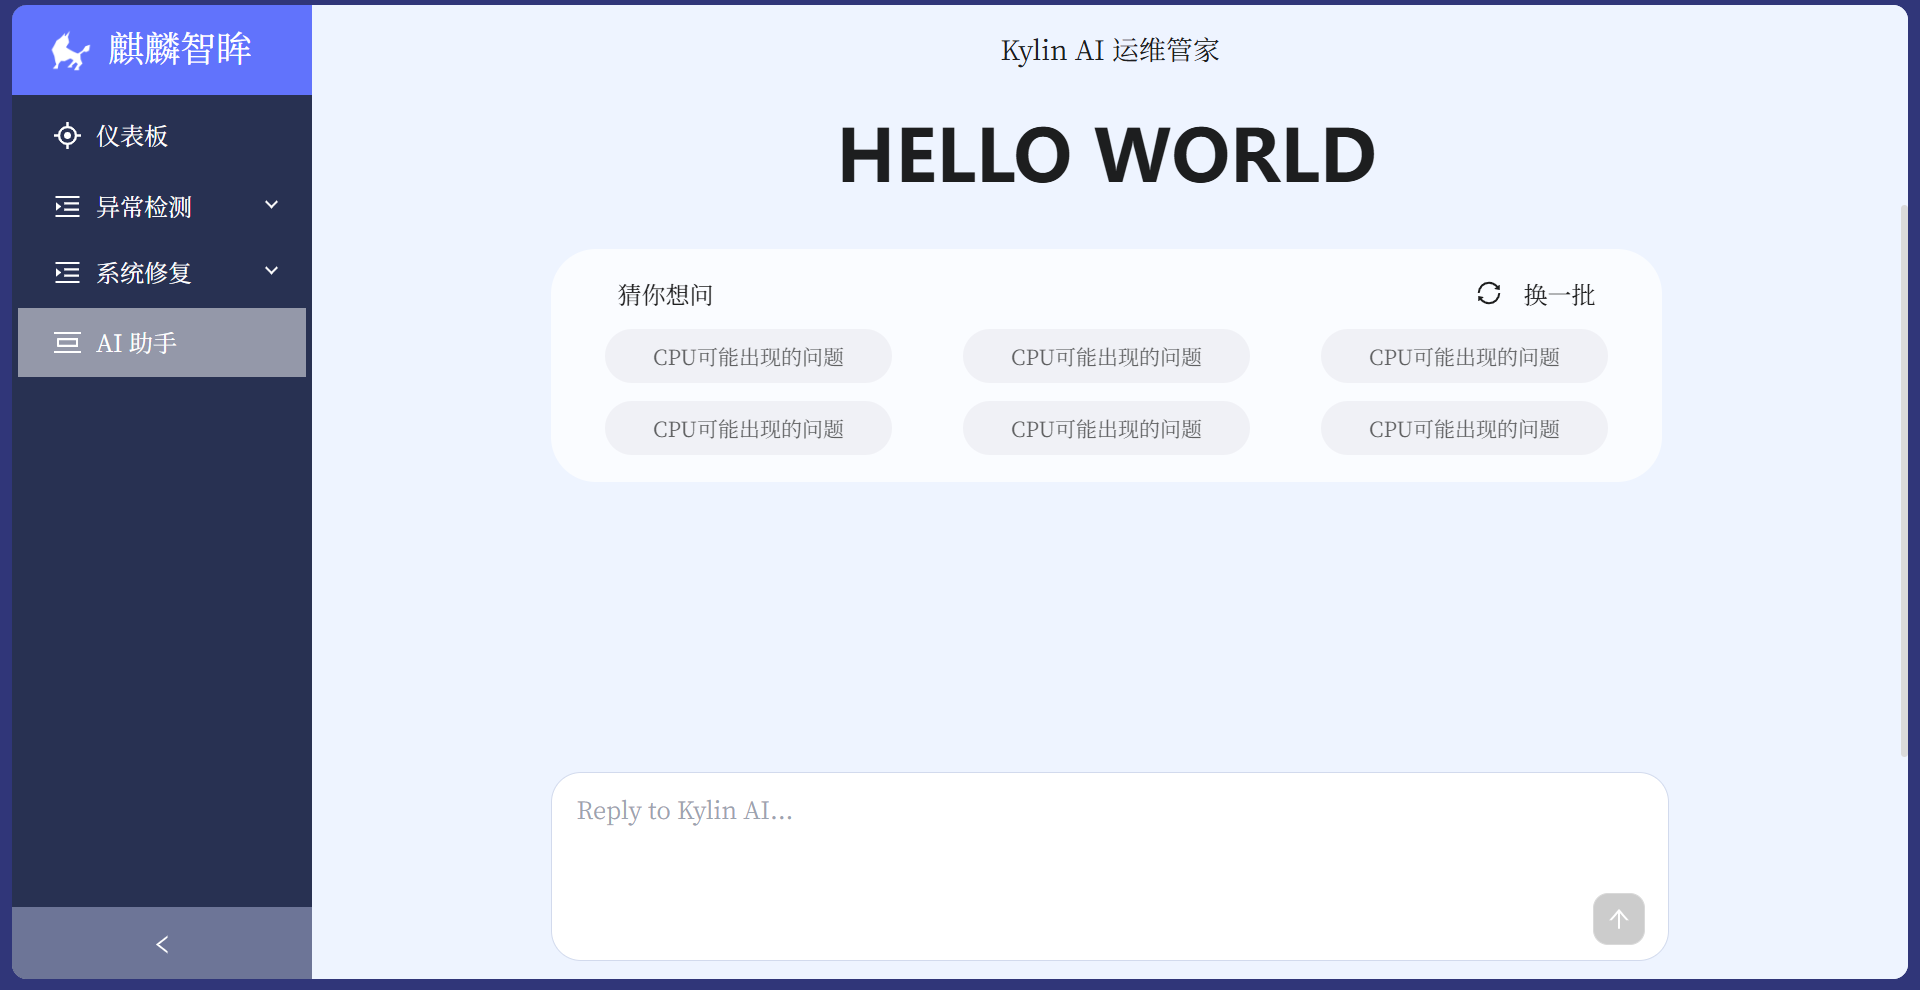 麒麟智眸
仪表板
异常检测
系统修复
AI 助手
Kylin AI 运维管家
HELLO WORLD
猜你想问
换一批
CPU可能出现的问题
CPU可能出现的问题
CPU可能出现的问题
CPU可能出现的问题
CPU可能出现的问题
CPU可能出现的问题
Reply to Kylin AI...